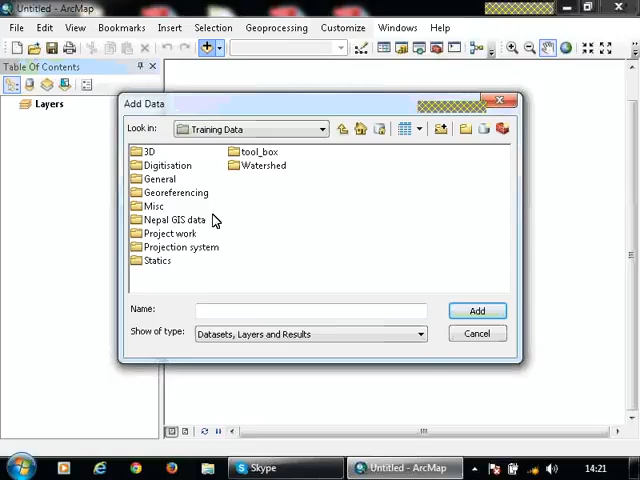 Untitled - ArcMap
File Edit View Bookmarks Insert Selection Geoprocessing Customize Windows Help
Table Of Contents
Layers
Add Data
Look in: Training Data
3D
Digitisation
General
Georeferencing
Misc
Nepal GIS data
Project work
Projection system
Statics
tool_box
Watershed
Name:
Add
Show of type: Datasets, Layers and Results
Cancel
Skype
Untitled - ArcMap
14:21